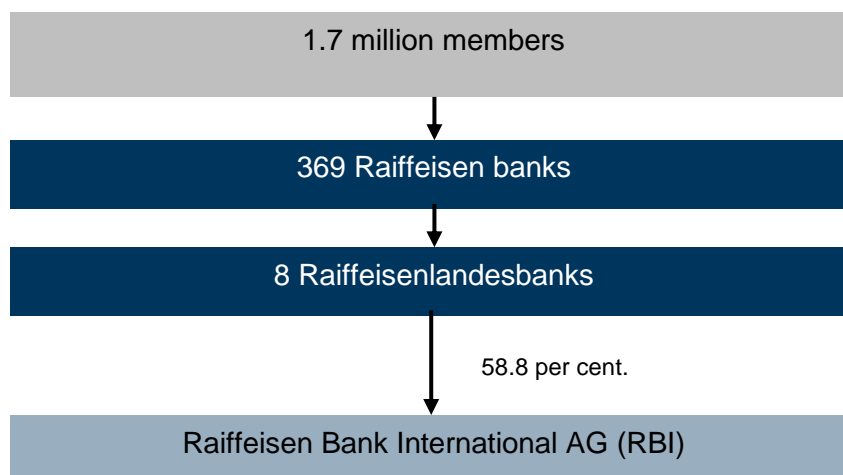 1.7 million members
369 Raiffeisen banks
8 Raiffeisenlandesbanks
58.8 per cent.
Raiffeisen Bank International AG (RBI)